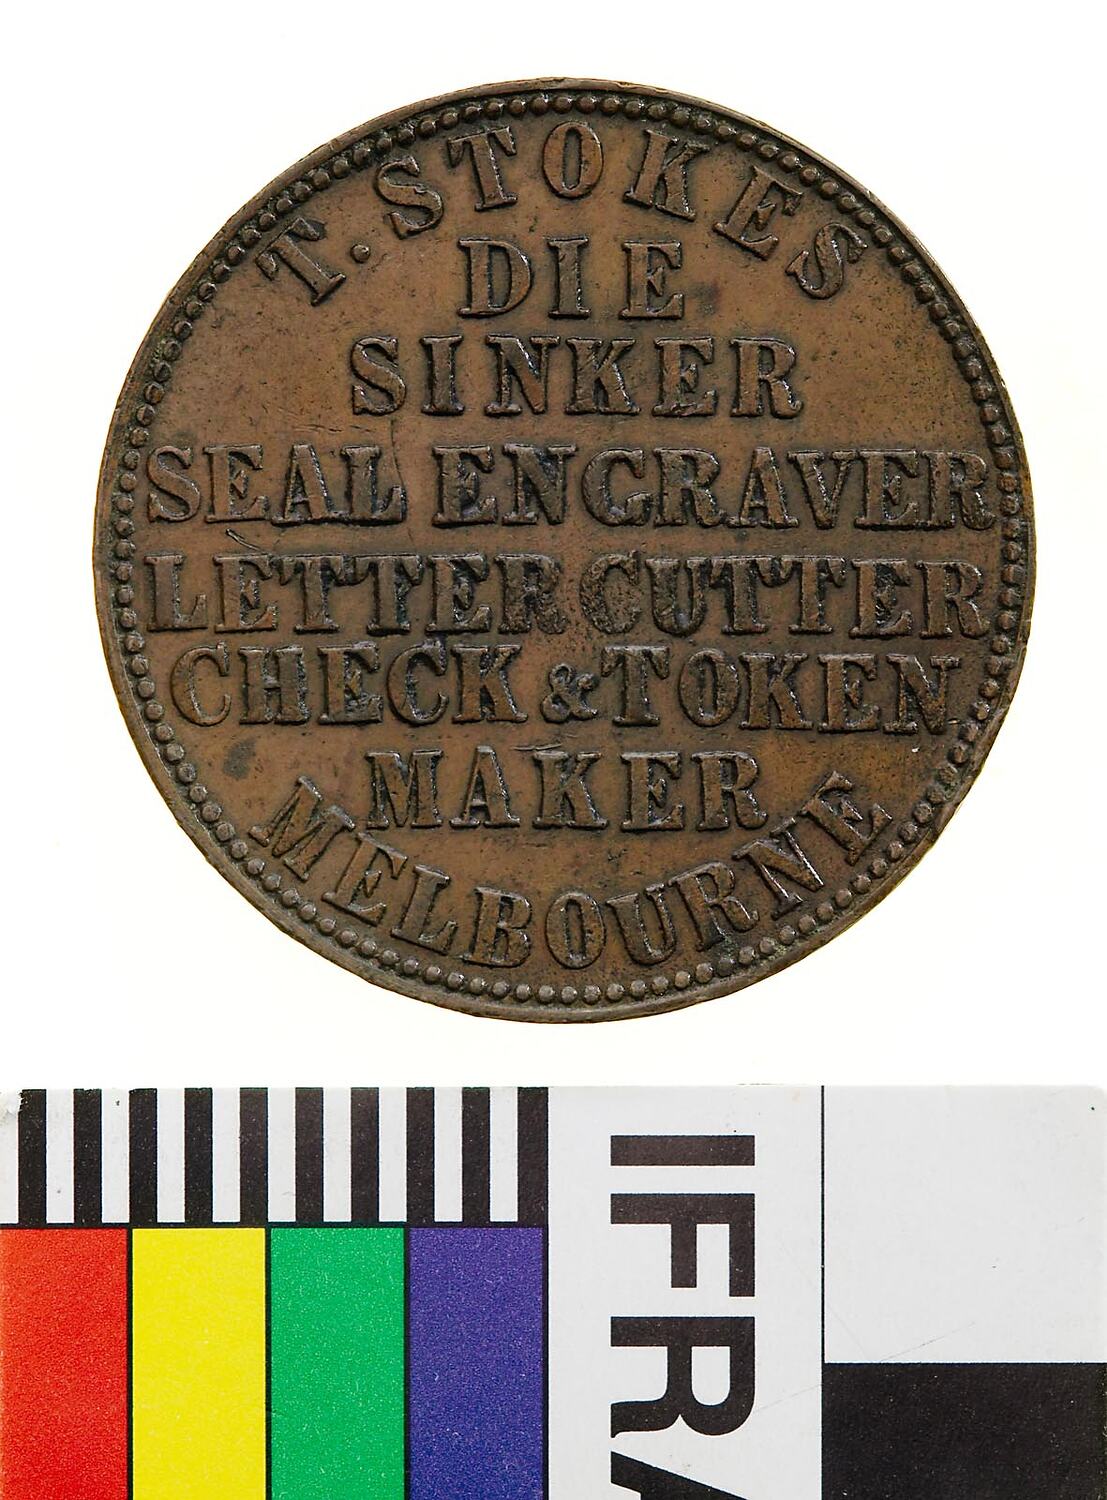 T. STOKES
DIE
SINKER
SEAL ENGRAVER
LETTER CUTTER
CHECK & TOKEN
MAKER
MELBOURNE
IFRA